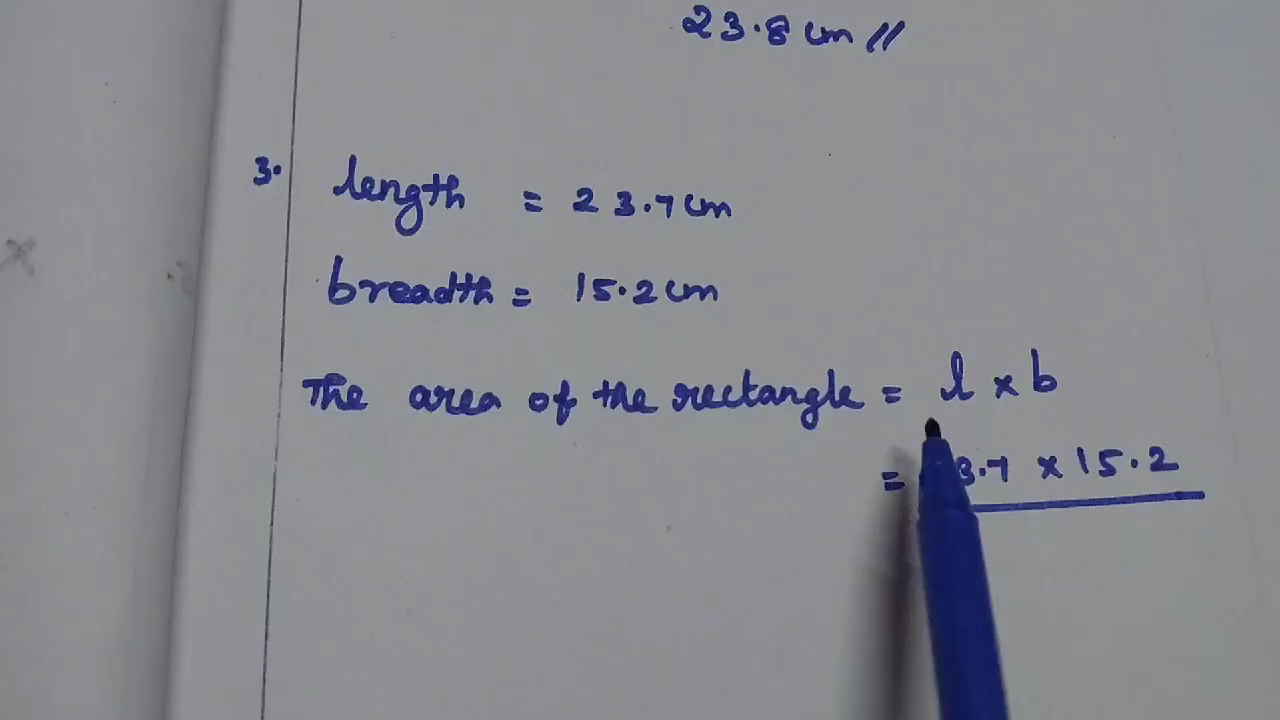 23.8 cm //
3. length = 23.7 cm
breadth = 15.2 cm
The area of the rectangle = l × b
= 3.7 × 15.2